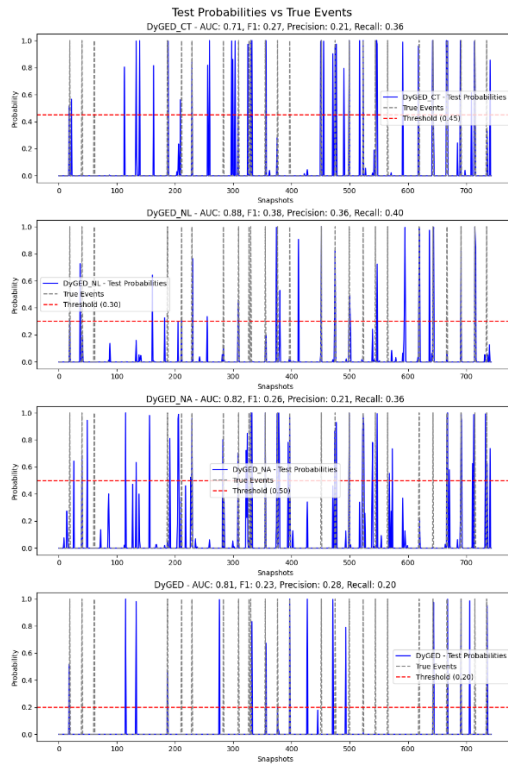 Test Probabilities vs True Events
DyGED_CT - AUC: 0.71, F1: 0.27, Precision: 0.21, Recall: 0.36
1.0
0.8
0.6
0.4
0.2
0.0
Probability
DyGED_CT - Test Probabilities
True Events
Threshold (0.45)
0 100 200 300 400 500 600 700
Snapshots
DyGED_NL - AUC: 0.88, F1: 0.38, Precision: 0.36, Recall: 0.40
1.0
0.8
0.6
0.4
0.2
0.0
Probability
DyGED_NL - Test Probabilities
True Events
Threshold (0.30)
0 100 200 300 400 500 600 700
Snapshots
DyGED_NA - AUC: 0.82, F1: 0.26, Precision: 0.21, Recall: 0.36
1.0
0.8
0.6
0.4
0.2
0.0
Probability
DyGED_NA - Test Probabilities
True Events
Threshold (0.50)
0 100 200 300 400 500 600 700
Snapshots
DyGED - AUC: 0.81, F1: 0.23, Precision: 0.28, Recall: 0.20
1.0
0.8
0.6
0.4
0.2
0.0
Probability
DyGED - Test Probabilities
True Events
Threshold (0.20)
0 100 200 300 400 500 600 700
Snapshots